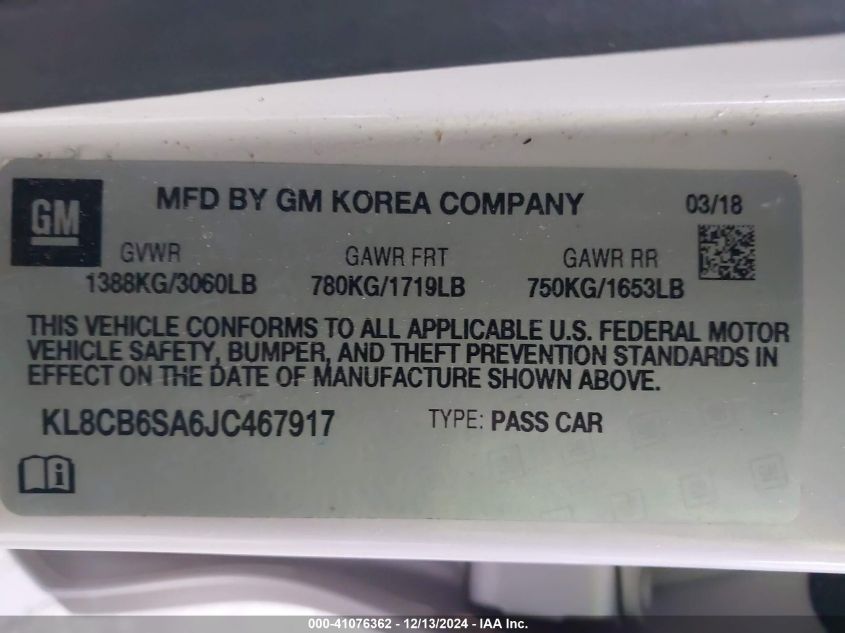 GM
MFD BY GM KOREA COMPANY 03/18
GVWR GAWR FRT GAWR RR
1388KG/3060LB 780KG/1719LB 750KG/1653LB
THIS VEHICLE CONFORMS TO ALL APPLICABLE U.S. FEDERAL MOTOR
VEHICLE SAFETY, BUMPER, AND THEFT PREVENTION STANDARDS IN
EFFECT ON THE DATE OF MANUFACTURE SHOWN ABOVE.
KL8CB6SA6JC467917 TYPE: PASS CAR
000-41076362 - 12/13/2024 - IAA Inc.